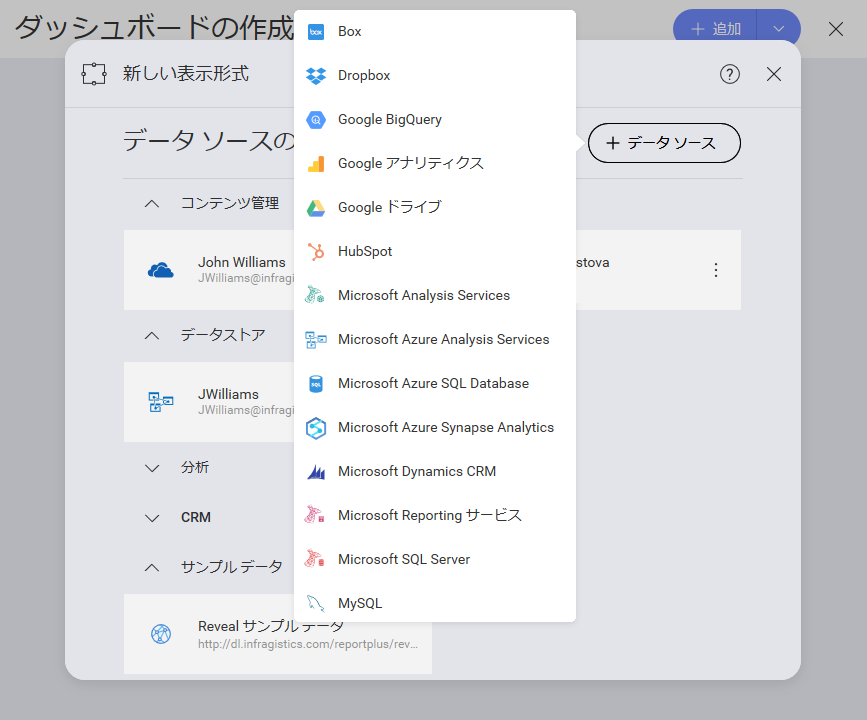 ダッシュボードの作成
追加
新しい表示形式
データ ソースの
データ ソース
コンテンツ管理
John Williams
JWilliams@infragi
stova
データストア
JWilliams
JWilliams@infragi
分析
CRM
サンプル データ
Reveal サンプル データ
http://dl.infragistics.com/reportplus/rev...
Box
Dropbox
Google BigQuery
Google アナリティクス
Google ドライブ
HubSpot
Microsoft Analysis Services
Microsoft Azure Analysis Services
Microsoft Azure SQL Database
Microsoft Azure Synapse Analytics
Microsoft Dynamics CRM
Microsoft Reporting サービス
Microsoft SQL Server
MySQL